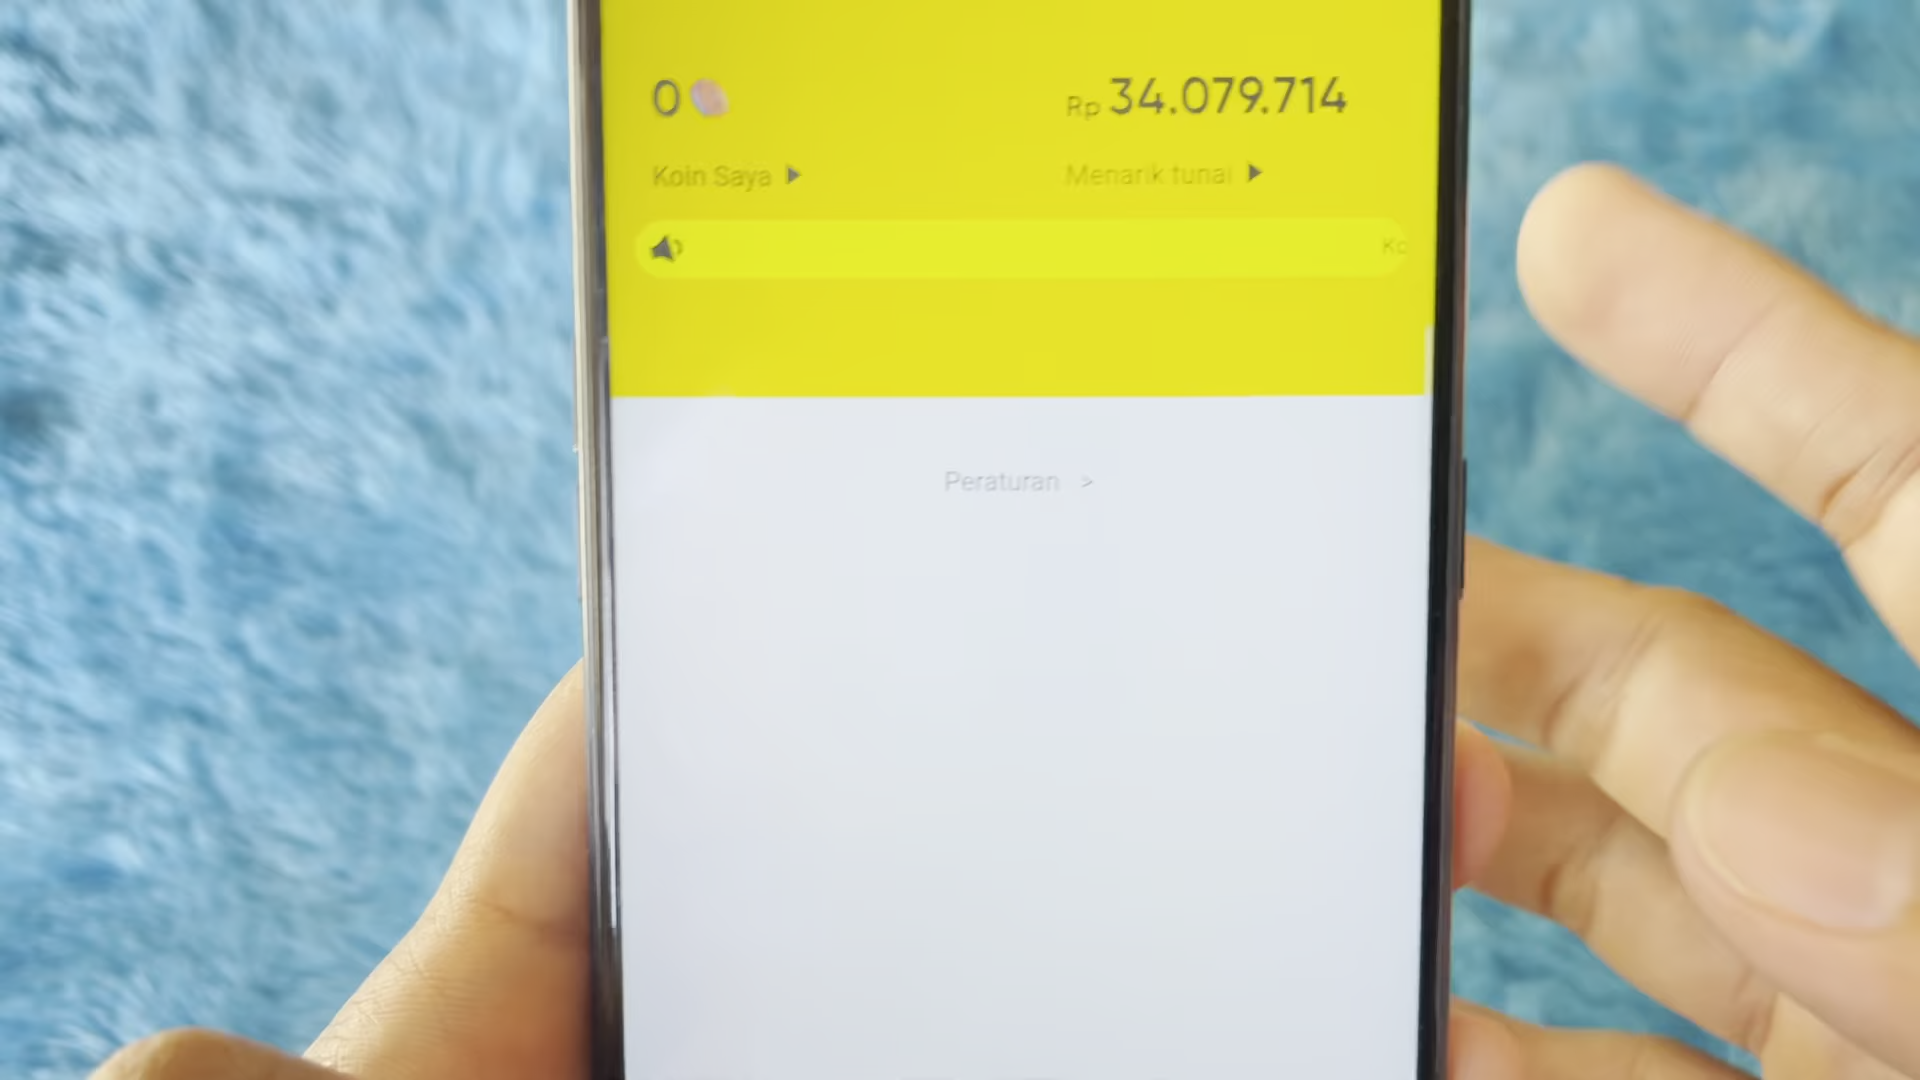 0 Rp 34.079.714
Koin Saya Menarik tunai
Peraturan >